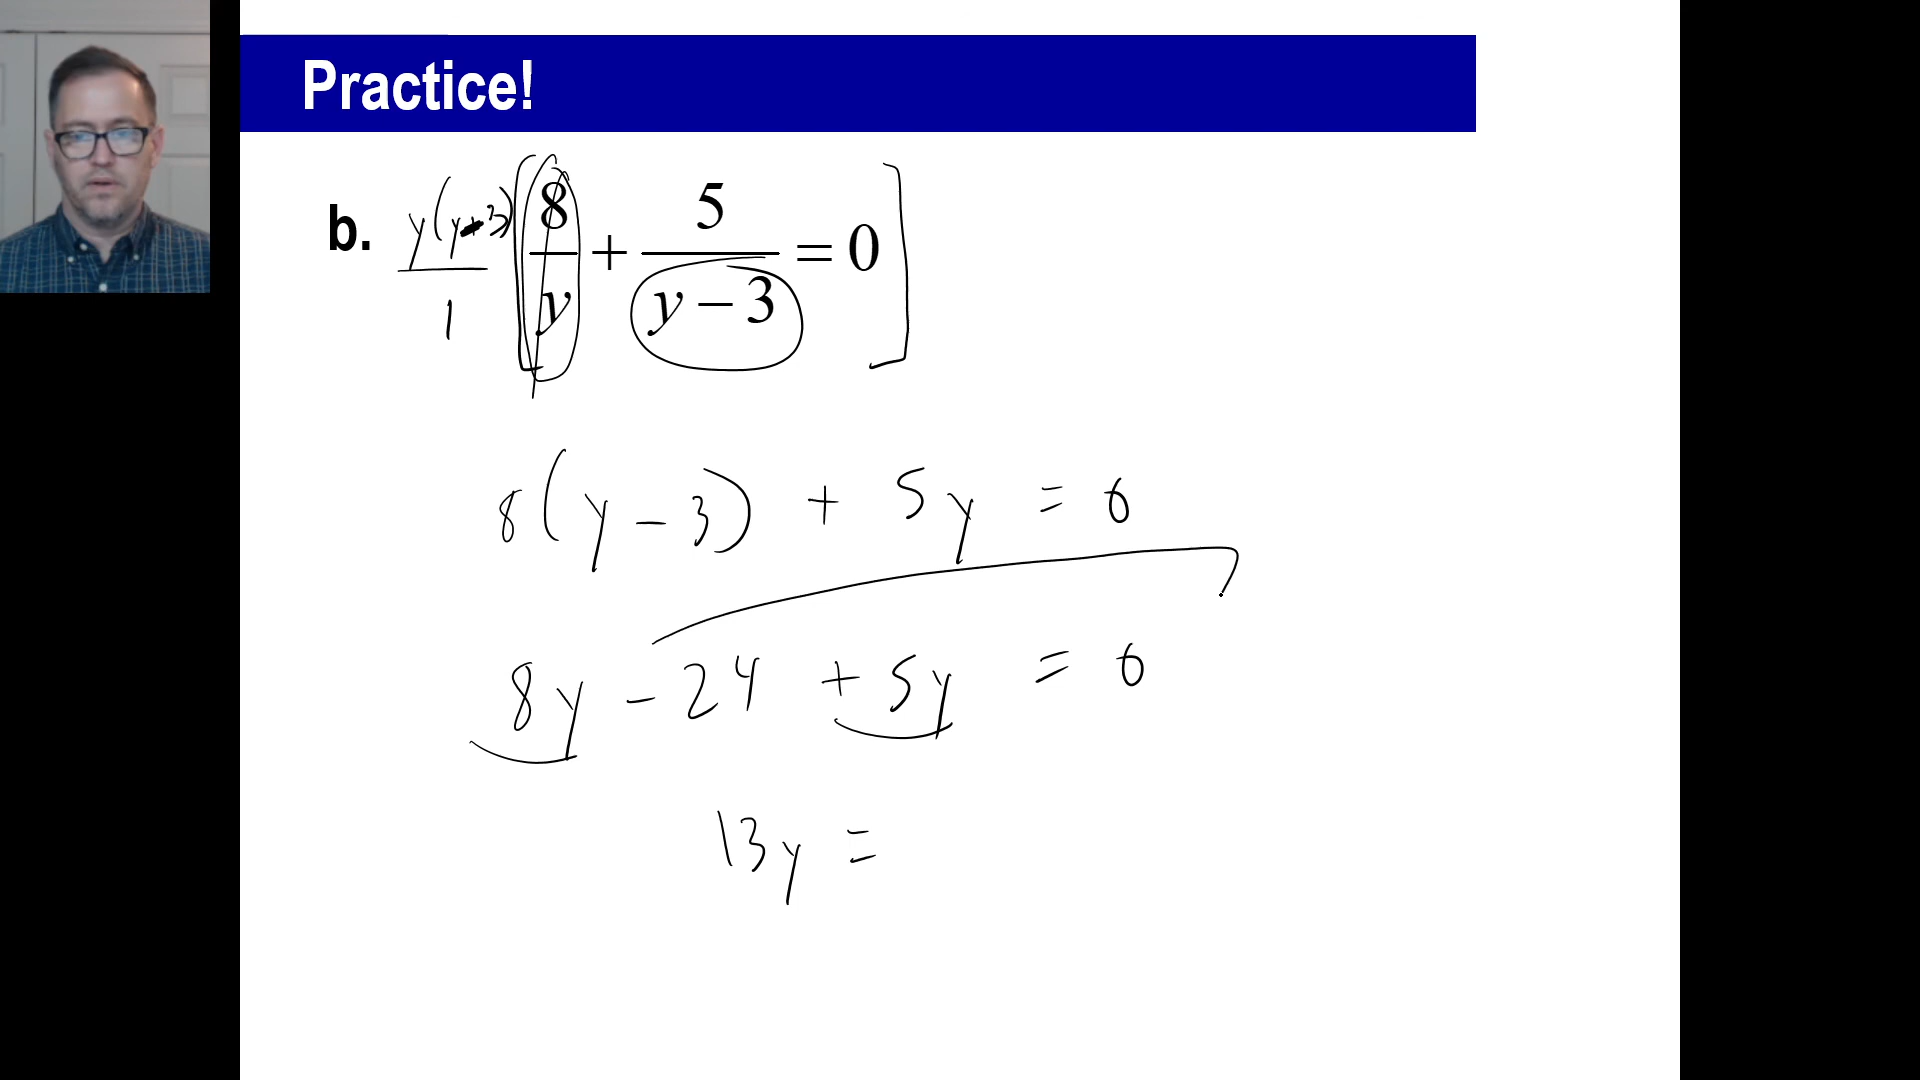 Practice!
b. y(y-3)/1 [8/y + 5/(y − 3) = 0]
8(y - 3) + 5y = 0
8y - 24 + 5y = 0
13y =